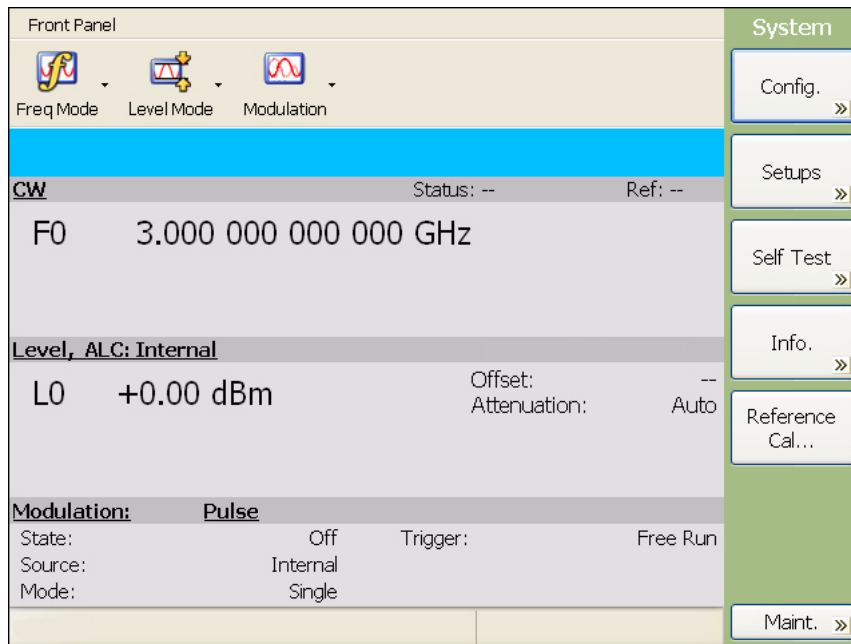 Front Panel
System
Freq Mode
Level Mode
Modulation
Config.
Setups
CW
Status: --
Ref: --
F0
3.000 000 000 000 GHz
Self Test
Info.
Level, ALC: Internal
L0
+0.00 dBm
Offset:
--
Attenuation:
Auto
Reference
Cal...
Modulation:
Pulse
State:
Off
Trigger:
Free Run
Source:
Internal
Mode:
Single
Maint.